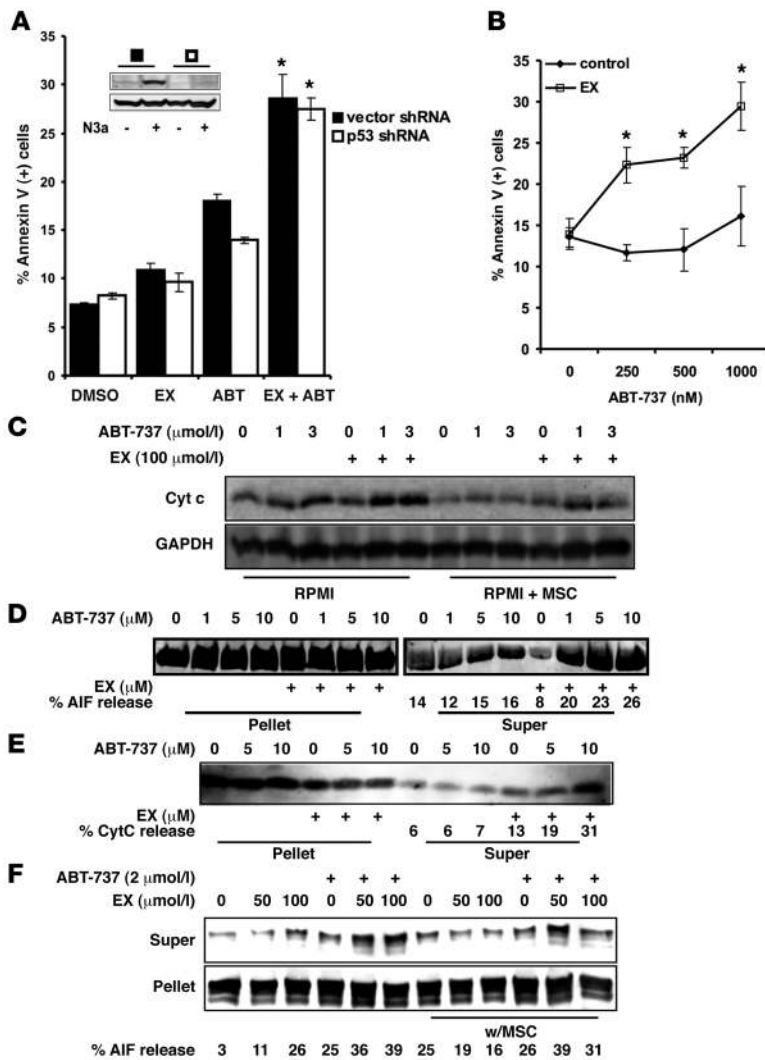 A
% Annexin V (+) cells
35
30
25
20
15
10
5
0
N3a - + - +
* *
vector shRNA
p53 shRNA
DMSO EX ABT EX + ABT
B
% Annexin V (+) cells
35
30
25
20
15
10
5
0
control
EX
* * *
0 250 500 1000
ABT-737 (nM)
C
ABT-737 (μmol/l) 0 1 3 0 1 3 0 1 3 0 1 3
EX (100 μmol/l) + + + + + +
Cyt c
GAPDH
RPMI RPMI + MSC
D
ABT-737 (μM) 0 1 5 10 0 1 5 10 0 1 5 10 0 1 5 10
EX (μM) + + + + + + + +
% AIF release 14 12 15 16 8 20 23 26
Pellet Super
E
ABT-737 (μM) 0 5 10 0 5 10 0 5 10 0 5 10
EX (μM) + + + + + +
% CytC release 6 6 7 13 19 31
Pellet Super
F
ABT-737 (2 μmol/l) + + + + + +
EX (μmol/l) 0 50 100 0 50 100 0 50 100 0 50 100
Super
Pellet
w/MSC
% AIF release 3 11 26 25 36 39 25 19 16 26 39 31